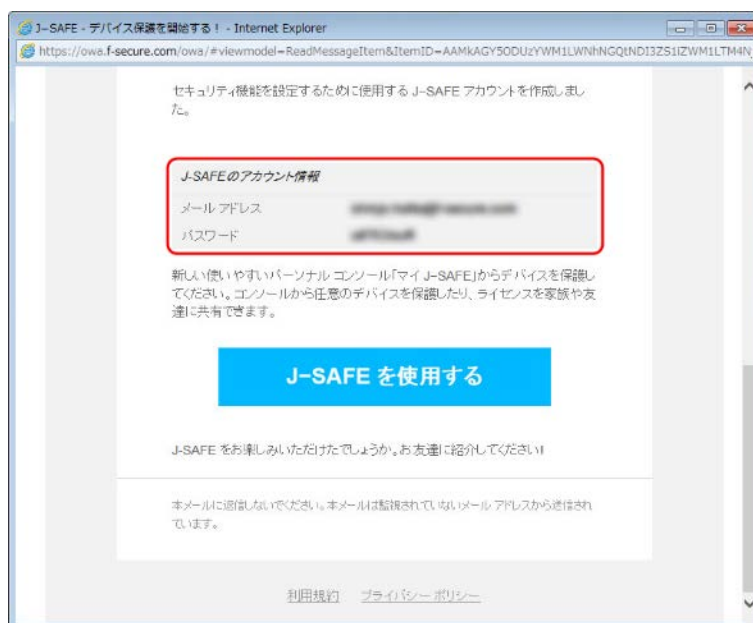 J-SAFE - デバイス保護を開始する! - Internet Explorer
https://owa.f-secure.com/owa/#viewmodel=ReadMessageItem&ItemID=AAMkAGY5ODUzYWM1LWNhNGQtNDI3ZS1iZWM1LTM4N
セキュリティ機能を設定するために使用する J-SAFE アカウントを作成しまし
た。
J-SAFEのアカウント情報
メール アドレス
パスワード
新しい使いやすいパーソナル コンソール「マイ J-SAFE」からデバイスを保護し
てください。コンソールから任意のデバイスを保護したり、ライセンスを家族や友
達に共有できます。
J-SAFE を使用する
J-SAFE をお楽しみいただけたでしょうか。お友達に紹介してください!
本メールに返信しないでください。本メールは監視されていないメール アドレスから送信され
ています。
利用規約 プライバシー ポリシー